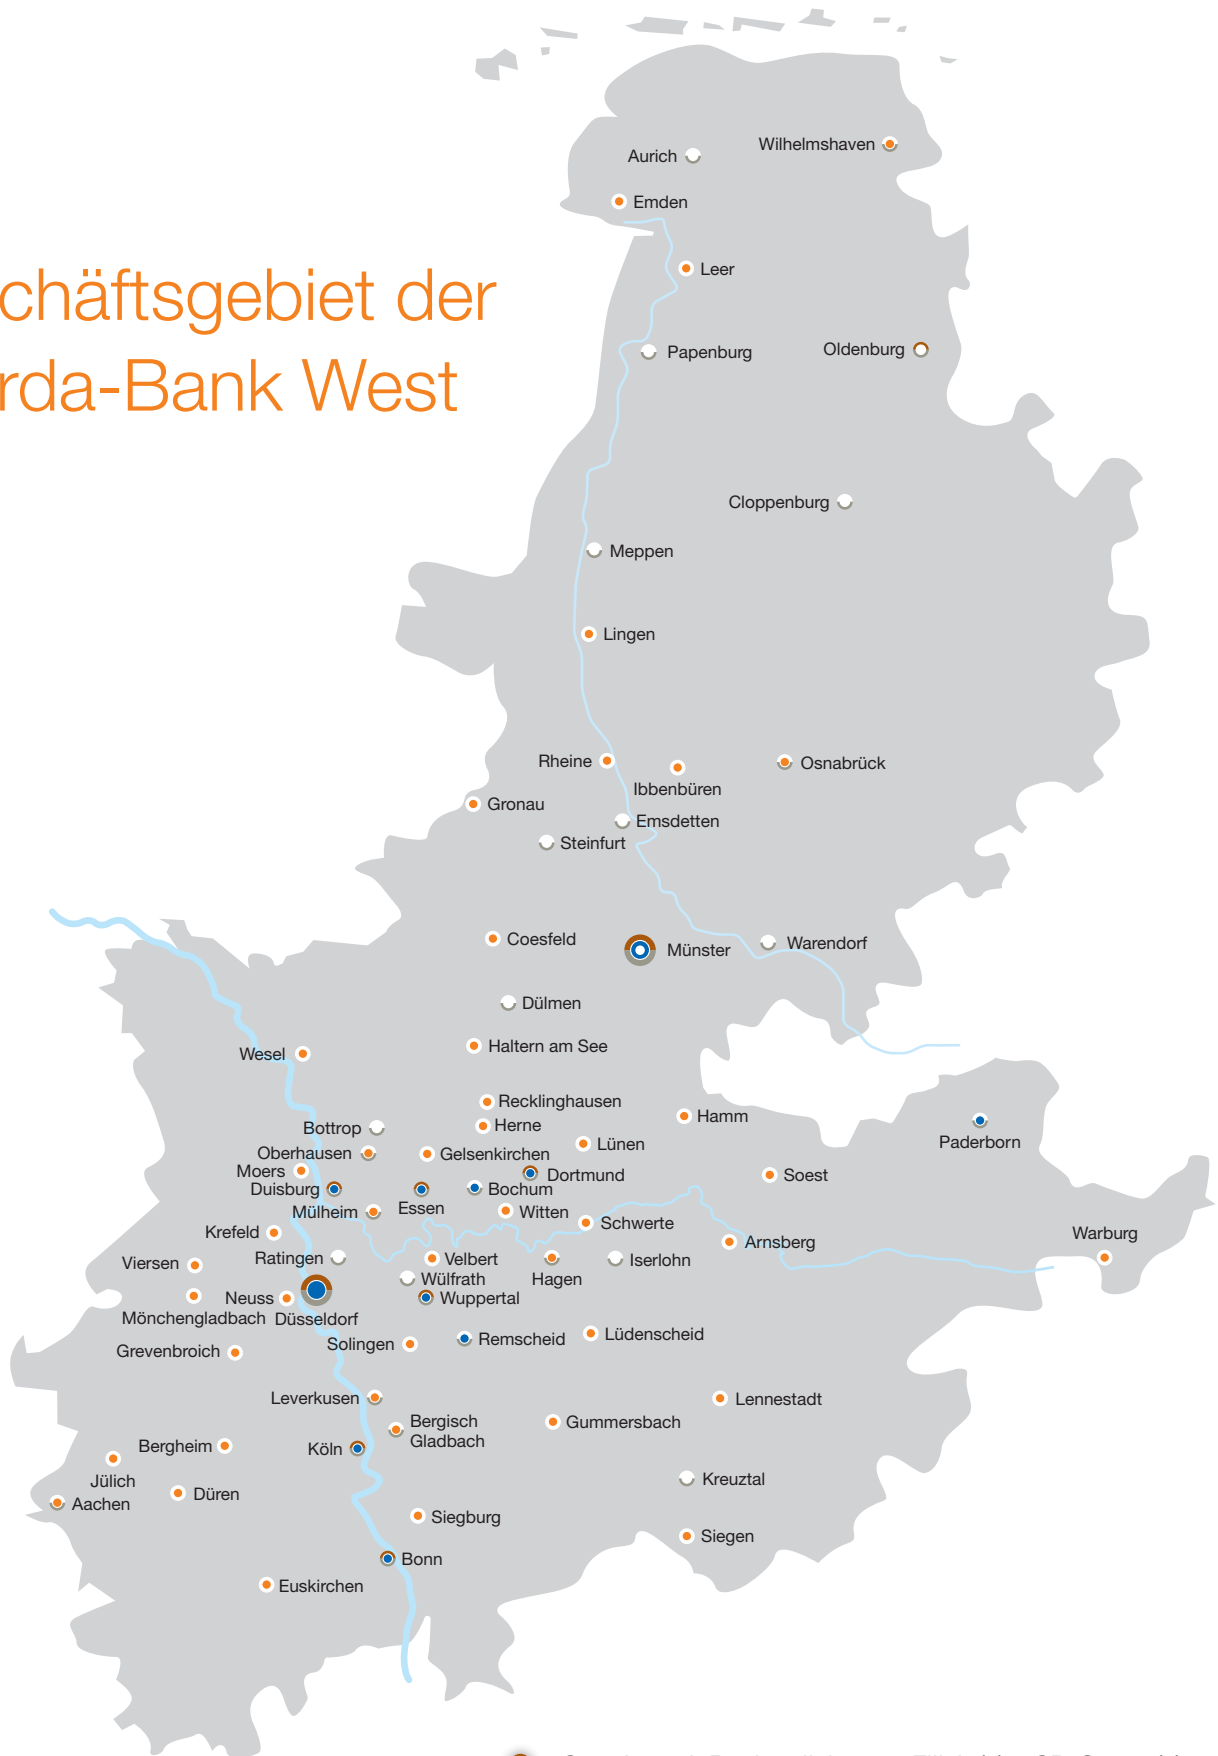 chäftsgebiet der
rda-Bank West
Aurich
Wilhelmshaven
Emden
Leer
Papenburg
Oldenburg
Cloppenburg
Meppen
Lingen
Rheine
Ibbenbüren
Osnabrück
Gronau
Emsdetten
Steinfurt
Coesfeld
Münster
Warendorf
Dülmen
Wesel
Haltern am See
Recklinghausen
Hamm
Bottrop
Herne
Paderborn
Oberhausen
Gelsenkirchen
Lünen
Moers
Dortmund
Soest
Duisburg
Essen
Bochum
Mülheim
Witten
Krefeld
Schwerte
Arnsberg
Warburg
Viersen
Ratingen
Velbert
Hagen
Iserlohn
Wülfrath
Neuss
Wuppertal
Mönchengladbach
Düsseldorf
Grevenbroich
Solingen
Remscheid
Lüdenscheid
Leverkusen
Lennestadt
Bergisch
Gladbach
Gummersbach
Bergheim
Köln
Jülich
Kreuztal
Aachen
Düren
Siegburg
Siegen
Bonn
Euskirchen